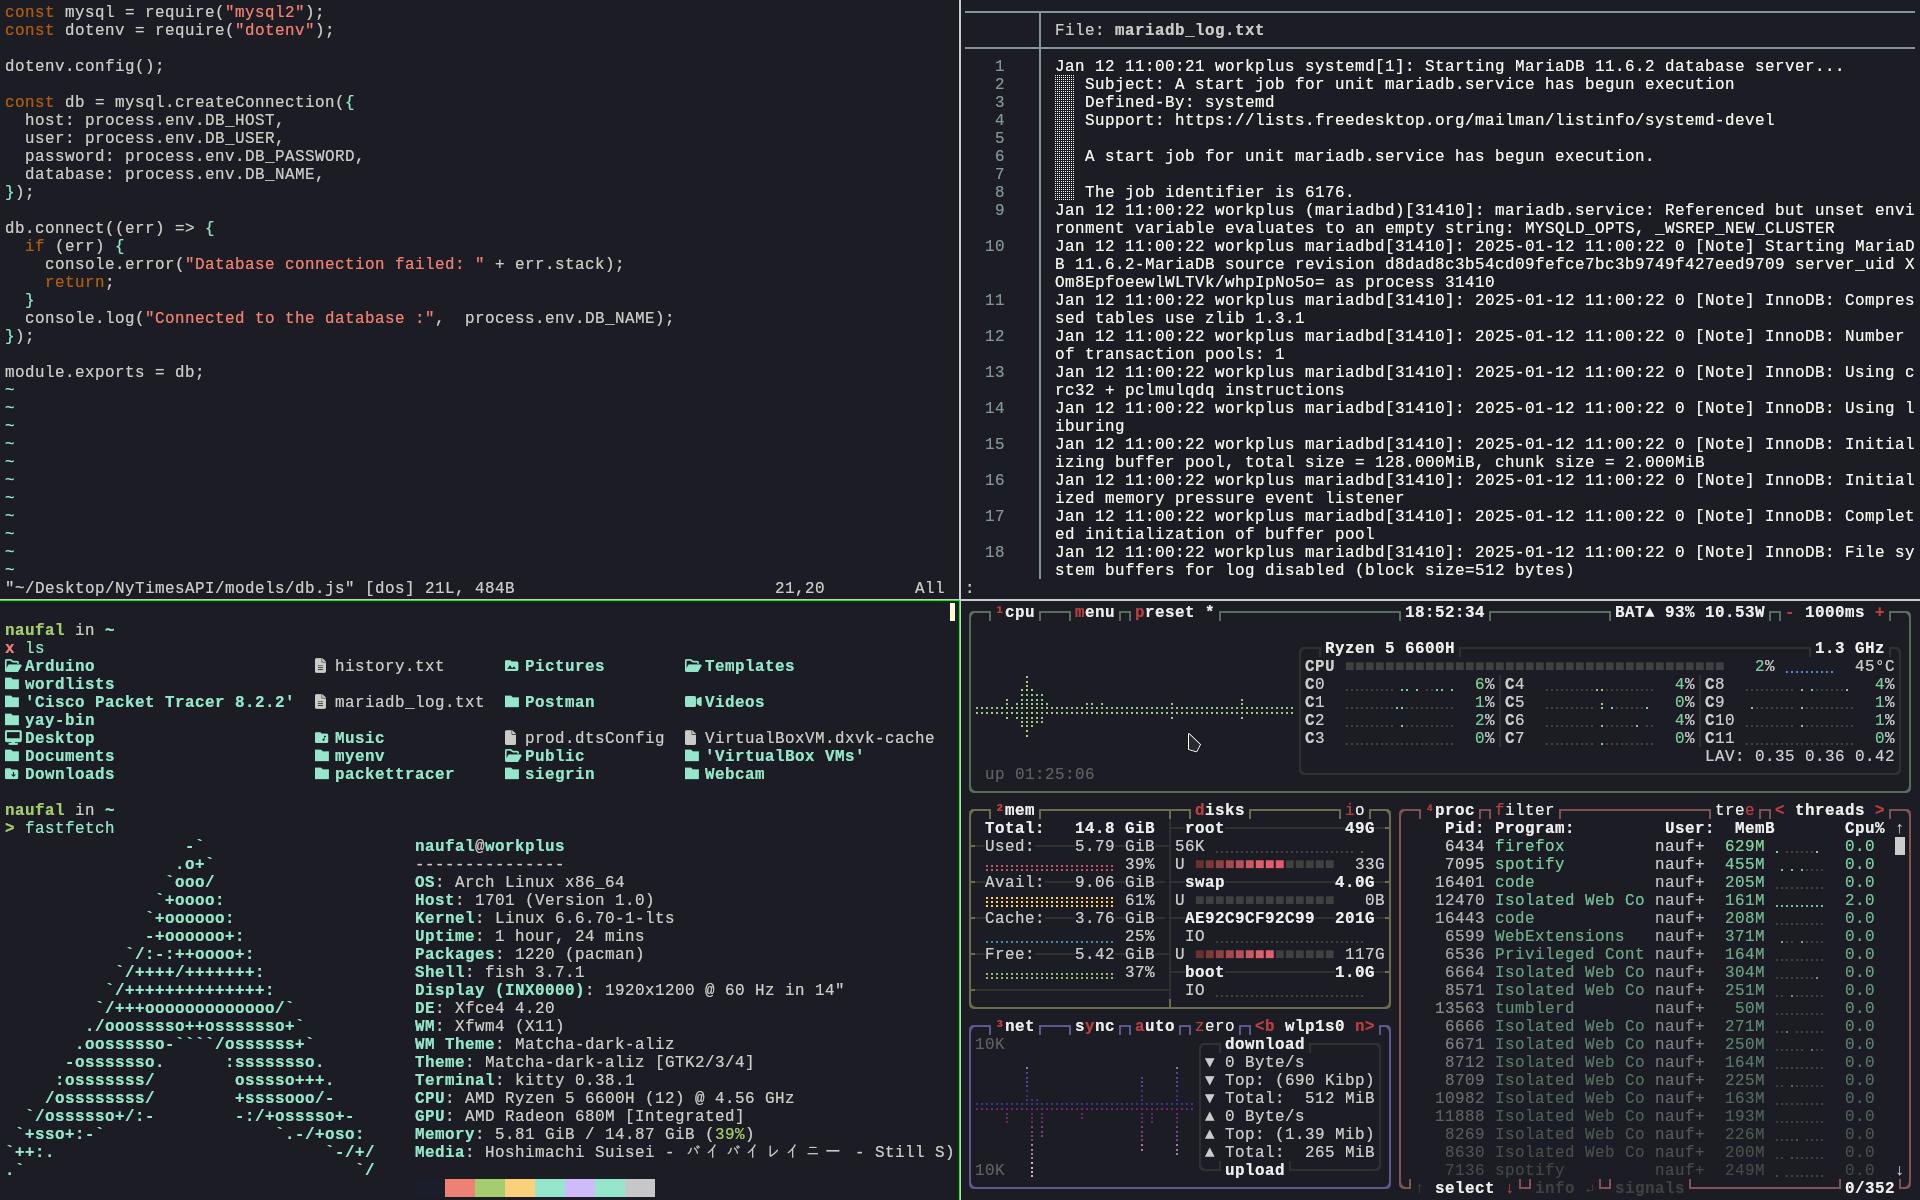 const mysql = require("mysql2");
const dotenv = require("dotenv");
dotenv.config();
const db = mysql.createConnection({
  host: process.env.DB_HOST,
  user: process.env.DB_USER,
  password: process.env.DB_PASSWORD,
  database: process.env.DB_NAME,
});
db.connect((err) => {
  if (err) {
    console.error("Database connection failed: " + err.stack);
    return;
  }
  console.log("Connected to the database :",  process.env.DB_NAME);
});
module.exports = db;
~
~
~
~
~
~
~
~
~
~
~
"~/Desktop/NyTimesAPI/models/db.js" [dos] 21L, 484B 21,20 All
File: mariadb_log.txt
1 Jan 12 11:00:21 workplus systemd[1]: Starting MariaDB 11.6.2 database server...
2 Subject: A start job for unit mariadb.service has begun execution
3 Defined-By: systemd
4 Support: https://lists.freedesktop.org/mailman/listinfo/systemd-devel
5
6 A start job for unit mariadb.service has begun execution.
7
8 The job identifier is 6176.
9 Jan 12 11:00:22 workplus (mariadbd)[31410]: mariadb.service: Referenced but unset envi
ronment variable evaluates to an empty string: MYSQLD_OPTS, _WSREP_NEW_CLUSTER
10 Jan 12 11:00:22 workplus mariadbd[31410]: 2025-01-12 11:00:22 0 [Note] Starting MariaD
B 11.6.2-MariaDB source revision d8dad8c3b54cd09fefce7bc3b9749f427eed9709 server_uid X
Om8EpfoeewlWLTVk/whpIpNo5o= as process 31410
11 Jan 12 11:00:22 workplus mariadbd[31410]: 2025-01-12 11:00:22 0 [Note] InnoDB: Compres
sed tables use zlib 1.3.1
12 Jan 12 11:00:22 workplus mariadbd[31410]: 2025-01-12 11:00:22 0 [Note] InnoDB: Number
of transaction pools: 1
13 Jan 12 11:00:22 workplus mariadbd[31410]: 2025-01-12 11:00:22 0 [Note] InnoDB: Using c
rc32 + pclmulqdq instructions
14 Jan 12 11:00:22 workplus mariadbd[31410]: 2025-01-12 11:00:22 0 [Note] InnoDB: Using l
iburing
15 Jan 12 11:00:22 workplus mariadbd[31410]: 2025-01-12 11:00:22 0 [Note] InnoDB: Initial
izing buffer pool, total size = 128.000MiB, chunk size = 2.000MiB
16 Jan 12 11:00:22 workplus mariadbd[31410]: 2025-01-12 11:00:22 0 [Note] InnoDB: Initial
ized memory pressure event listener
17 Jan 12 11:00:22 workplus mariadbd[31410]: 2025-01-12 11:00:22 0 [Note] InnoDB: Complet
ed initialization of buffer pool
18 Jan 12 11:00:22 workplus mariadbd[31410]: 2025-01-12 11:00:22 0 [Note] InnoDB: File sy
stem buffers for log disabled (block size=512 bytes)
:
naufal in ~
x ls
Arduino history.txt Pictures Templates
wordlists
'Cisco Packet Tracer 8.2.2' mariadb_log.txt Postman Videos
yay-bin
Desktop Music prod.dtsConfig VirtualBoxVM.dxvk-cache
Documents myenv Public 'VirtualBox VMs'
Downloads packettracer siegrin Webcam
naufal in ~
> fastfetch
-`
.o+` naufal@workplus
`ooo/ ---------------
`+oooo: OS: Arch Linux x86_64
`+oooooo: Host: 1701 (Version 1.0)
-+oooooo+: Kernel: Linux 6.6.70-1-lts
`/:-:++oooo+: Uptime: 1 hour, 24 mins
`/++++/+++++++: Packages: 1220 (pacman)
`/++++++++++++++: Shell: fish 3.7.1
`/+++ooooooooooooo/` Display (INX0000): 1920x1200 @ 60 Hz in 14"
./ooosssso++osssssso+` DE: Xfce4 4.20
.oossssso-````/ossssss+` WM: Xfwm4 (X11)
-osssssso. :ssssssso. WM Theme: Matcha-dark-aliz
:osssssss/ osssso+++. Theme: Matcha-dark-aliz [GTK2/3/4]
/ossssssss/ +ssssooo/- Terminal: kitty 0.38.1
`/ossssso+/:- -:/+osssso+- CPU: AMD Ryzen 5 6600H (12) @ 4.56 GHz
`+sso+:-` `.-/+oso: GPU: AMD Radeon 680M [Integrated]
`++:. `-/+/ Memory: 5.81 GiB / 14.87 GiB (39%)
.` `/ Media: Hoshimachi Suisei - バイバイレイニー - Still S)
¹cpu menu preset * 18:52:34 BAT▲ 93% 10.53W - 1000ms +
Ryzen 5 6600H 1.3 GHz
CPU 2% 45°C
C0 6% C4 4% C8 4%
C1 1% C5 0% C9 1%
C2 2% C6 4% C10 1%
C3 0% C7 0% C11 0%
LAV: 0.35 0.36 0.42
up 01:25:06
²mem disks io
Total: 14.8 GiB root 49G
Used: 5.79 GiB 56K
39% U 33G
Avail: 9.06 GiB swap 4.0G
61% U 0B
Cache: 3.76 GiB AE92C9CF92C99 201G
25% IO
Free: 5.42 GiB U 117G
37% boot 1.0G
IO
³net sync auto zero <b wlp1s0 n>
10K download
▼ 0 Byte/s
▼ Top: (690 Kibp)
▼ Total: 512 MiB
▲ 0 Byte/s
▲ Top: (1.39 Mib)
▲ Total: 265 MiB
10K upload
⁴proc filter tree < threads >
Pid: Program: User: MemB Cpu% ↑
6434 firefox nauf+ 629M 0.0
7095 spotify nauf+ 455M 0.0
16401 code nauf+ 205M 0.0
12470 Isolated Web Co nauf+ 161M 2.0
16443 code nauf+ 208M 0.0
6599 WebExtensions nauf+ 371M 0.0
6536 Privileged Cont nauf+ 164M 0.0
6664 Isolated Web Co nauf+ 304M 0.0
8571 Isolated Web Co nauf+ 251M 0.0
13563 tumblerd nauf+ 50M 0.0
6666 Isolated Web Co nauf+ 271M 0.0
6671 Isolated Web Co nauf+ 250M 0.0
8712 Isolated Web Co nauf+ 164M 0.0
8709 Isolated Web Co nauf+ 225M 0.0
10982 Isolated Web Co nauf+ 163M 0.0
11888 Isolated Web Co nauf+ 193M 0.0
8269 Isolated Web Co nauf+ 226M 0.0
8630 Isolated Web Co nauf+ 200M 0.0
7136 spotify nauf+ 249M 0.0 ↓
↑ select ↓ info ↵ signals 0/352